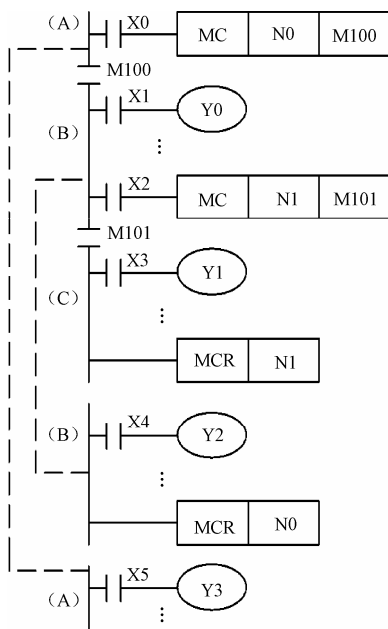 (A) X0 MC N0 M100
M100
X1 Y0
(B)
⋮
X2 MC N1 M101
M101
X3 Y1
(C)
⋮
MCR N1
(B) X4 Y2
⋮
MCR N0
(A) X5 Y3
⋮